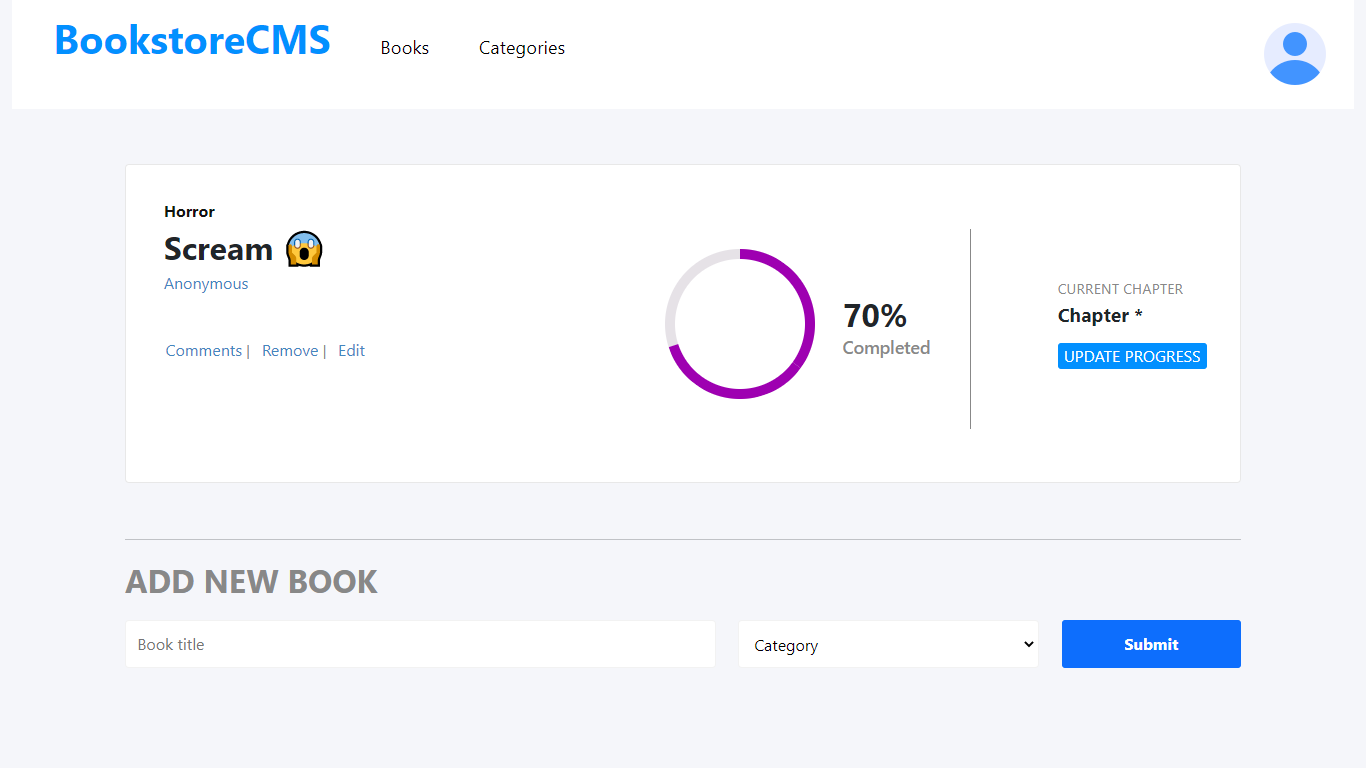 BookstoreCMS
Books
Categories
Horror
Scream 😱
Anonymous
Comments | Remove | Edit
70%
Completed
CURRENT CHAPTER
Chapter *
UPDATE PROGRESS
ADD NEW BOOK
Book title
Category
Submit